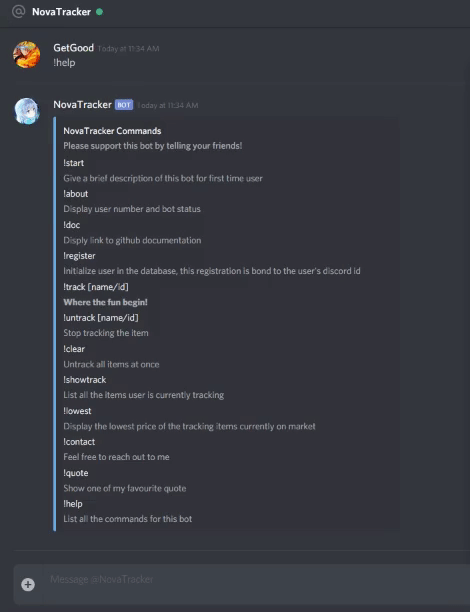 @ NovaTracker
GetGood Today at 11:34 AM
!help
NovaTracker BOT Today at 11:34 AM
NovaTracker Commands
Please support this bot by telling your friends!
!start
Give a brief description of this bot for first time user
!about
Display user number and bot status
!doc
Disply link to github documentation
!register
Initialize user in the database, this registration is bond to the user's discord id
!track [name/id]
Where the fun begin!
!untrack [name/id]
Stop tracking the item
!clear
Untrack all items at once
!showtrack
List all the items user is currently tracking
!lowest
Display the lowest price of the tracking items currently on market
!contact
Feel free to reach out to me
!quote
Show one of my favourite quote
!help
List all the commands for this bot
Message @NovaTracker